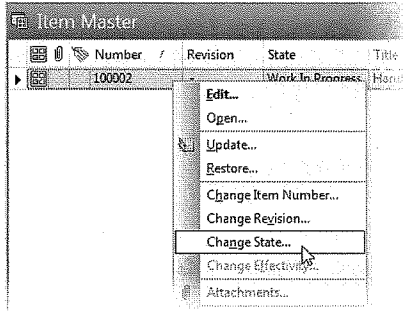 Item Master
Number / Revision State Title
100002 - Work In Progress
Edit...
Open...
Update...
Restore...
Change Item Number...
Change Revision...
Change State...
Change Effectivity...
Attachments...